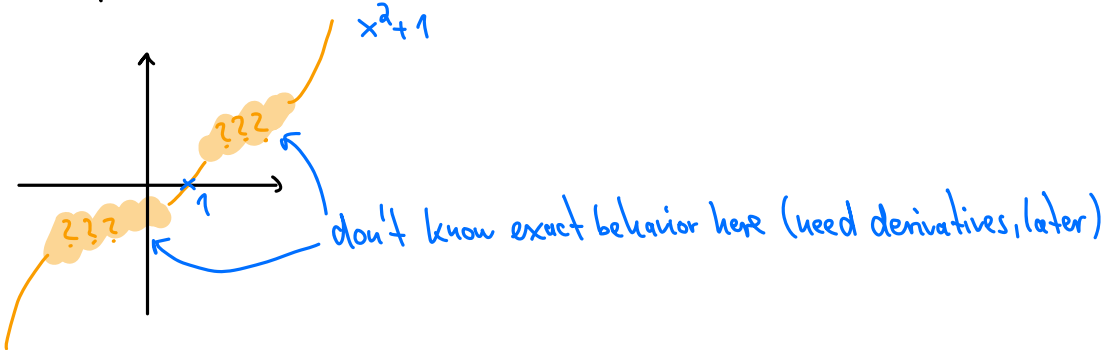 x²+1
???
???
1
don't know exact behavior here (need derivatives, later)